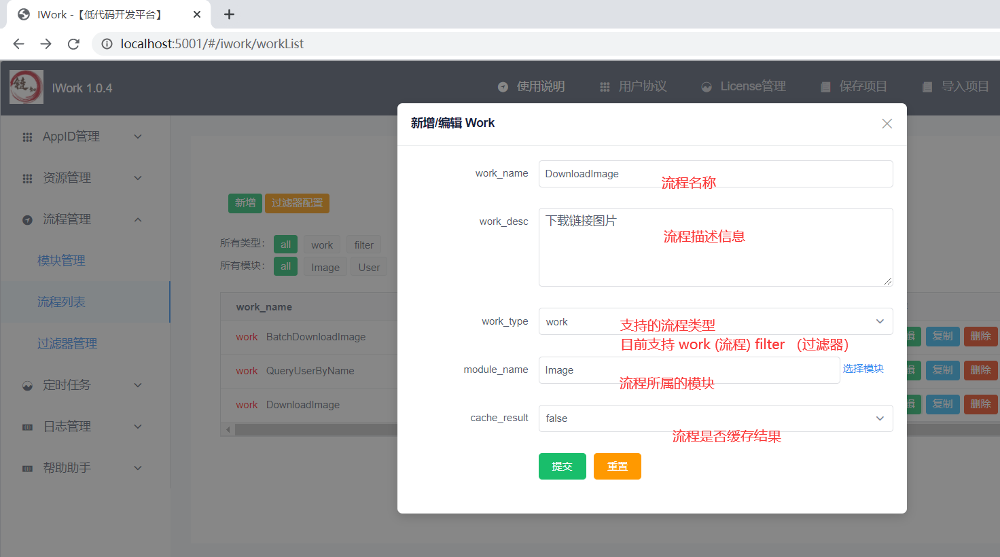 IWork -【低代码开发平台】
localhost:5001/#/iwork/workList
链
IWork 1.0.4
使用说明
用户协议
License管理
保存项目
导入项目
AppID管理
资源管理
流程管理
模块管理
流程列表
过滤器管理
定时任务
日志管理
帮助助手
新增 过滤器配置
所有类型: all work filter
所有模块: all Image User
work_name
work BatchDownloadImage
辑 复制 删除
work QueryUserByName
辑 复制 删除
work DownloadImage
辑 复制 删除
新增/编辑 Work
work_name DownloadImage
流程名称
work_desc 下载链接图片
流程描述信息
work_type work
支持的流程类型
目前支持 work (流程) filter （过滤器）
module_name Image 选择模块
流程所属的模块
cache_result false
流程是否缓存结果
提交 重置